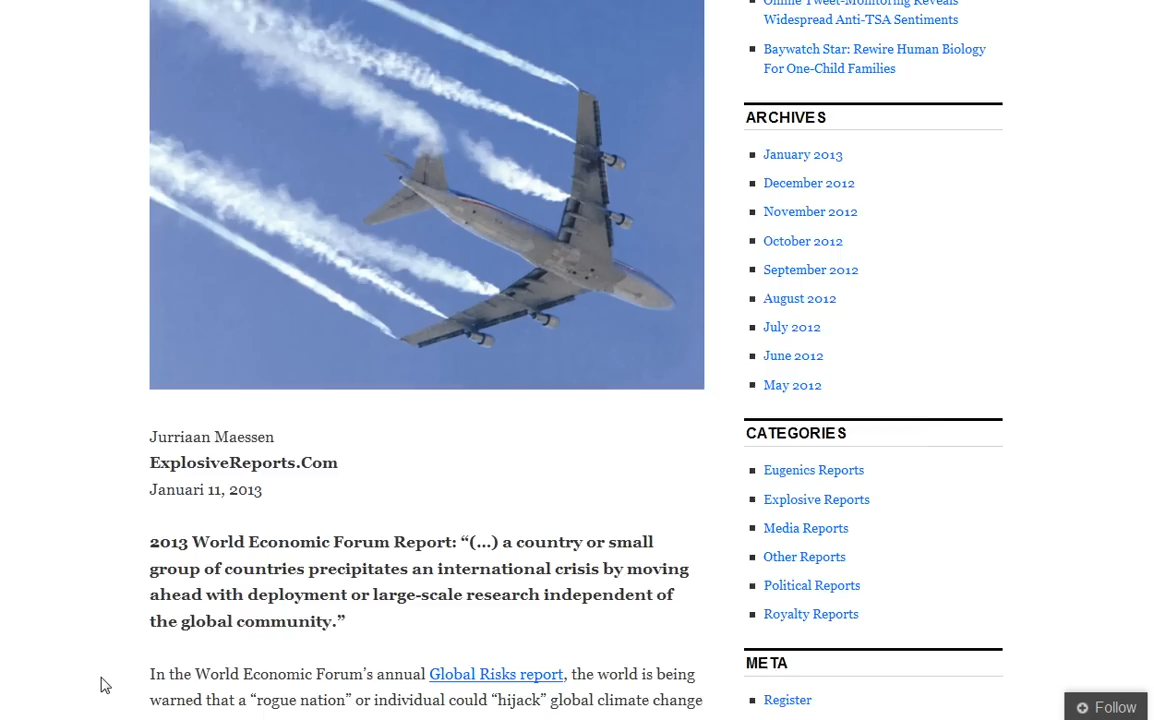 Online Tweet-Monitoring Reveals
Widespread Anti-TSA Sentiments
Baywatch Star: Rewire Human Biology
For One-Child Families
ARCHIVES
January 2013
December 2012
November 2012
October 2012
September 2012
August 2012
July 2012
June 2012
May 2012
Jurriaan Maessen
ExplosiveReports.Com
Januari 11, 2013
2013 World Economic Forum Report: “(…) a country or small
group of countries precipitates an international crisis by moving
ahead with deployment or large-scale research independent of
the global community.”
In the World Economic Forum’s annual Global Risks report, the world is being
warned that a “rogue nation” or individual could “hijack” global climate change
CATEGORIES
Eugenics Reports
Explosive Reports
Media Reports
Other Reports
Political Reports
Royalty Reports
META
Register
Follow